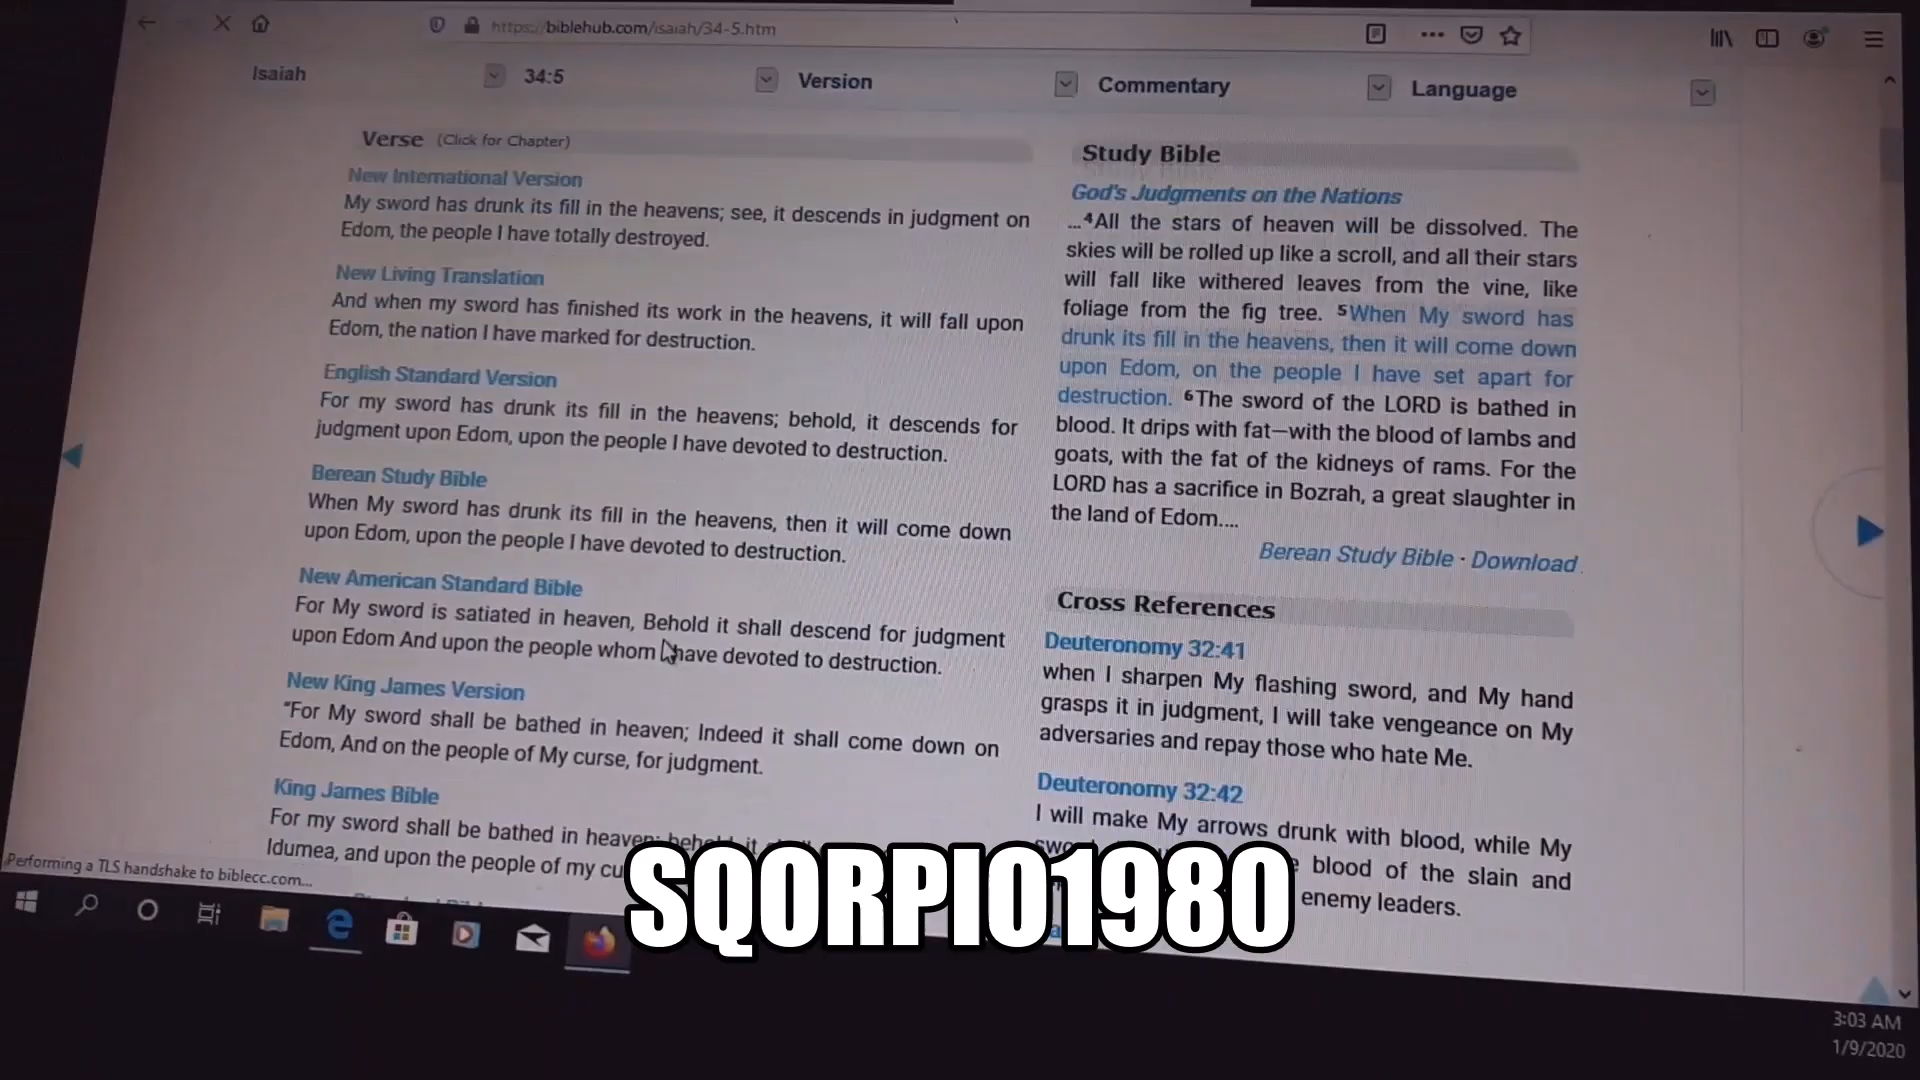 https://biblehub.com/isaiah/34-5.htm
Isaiah 34:5 Version Commentary Language
Verse (Click for Chapter)
New International Version
My sword has drunk its fill in the heavens; see, it descends in judgment on
Edom, the people I have totally destroyed.
New Living Translation
And when my sword has finished its work in the heavens, it will fall upon
Edom, the nation I have marked for destruction.
English Standard Version
For my sword has drunk its fill in the heavens; behold, it descends for
judgment upon Edom, upon the people I have devoted to destruction.
Berean Study Bible
When My sword has drunk its fill in the heavens, then it will come down
upon Edom, upon the people I have devoted to destruction.
New American Standard Bible
For My sword is satiated in heaven, Behold it shall descend for judgment
upon Edom And upon the people whom I have devoted to destruction.
New King James Version
“For My sword shall be bathed in heaven; Indeed it shall come down on
Edom, And on the people of My curse, for judgment.
King James Bible
For my sword shall be bathed in heaven: behold, it
Idumea, and upon the people of my
Study Bible
God's Judgments on the Nations
...4All the stars of heaven will be dissolved. The
skies will be rolled up like a scroll, and all their stars
will fall like withered leaves from the vine, like
foliage from the fig tree. 5When My sword has
drunk its fill in the heavens, then it will come down
upon Edom, on the people I have set apart for
destruction. 6The sword of the LORD is bathed in
blood. It drips with fat—with the blood of lambs and
goats, with the fat of the kidneys of rams. For the
LORD has a sacrifice in Bozrah, a great slaughter in
the land of Edom....
Berean Study Bible · Download
Cross References
Deuteronomy 32:41
when I sharpen My flashing sword, and My hand
grasps it in judgment, I will take vengeance on My
adversaries and repay those who hate Me.
Deuteronomy 32:42
I will make My arrows drunk with blood, while My
blood of the slain and
enemy leaders.
Performing a TLS handshake to biblecc.com...
SQORPIO1980
3:03 AM
1/9/2020